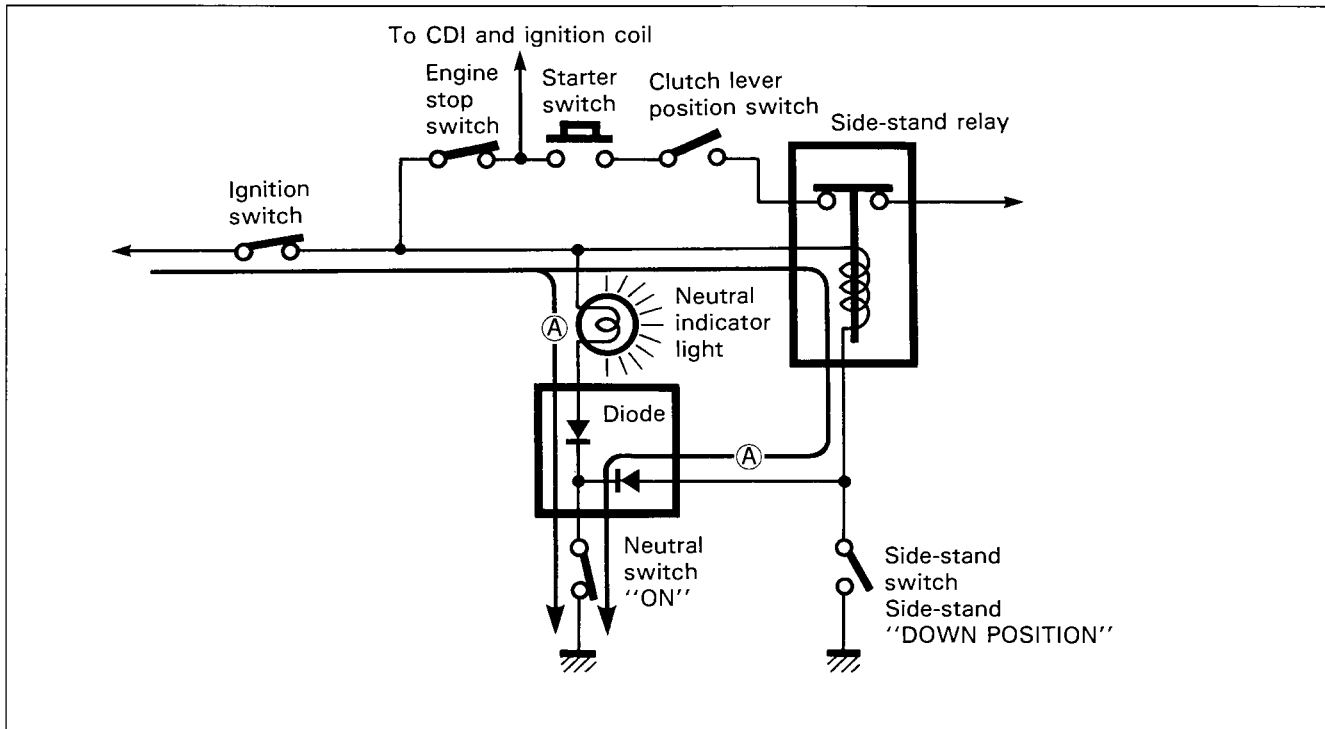 To CDI and ignition coil
Engine
stop
switch
Starter
switch
Clutch lever
position switch
Side-stand relay
Ignition
switch
Neutral
indicator
light
A
Diode
A
Neutral
switch
"ON"
Side-stand
switch
Side-stand
"DOWN POSITION"